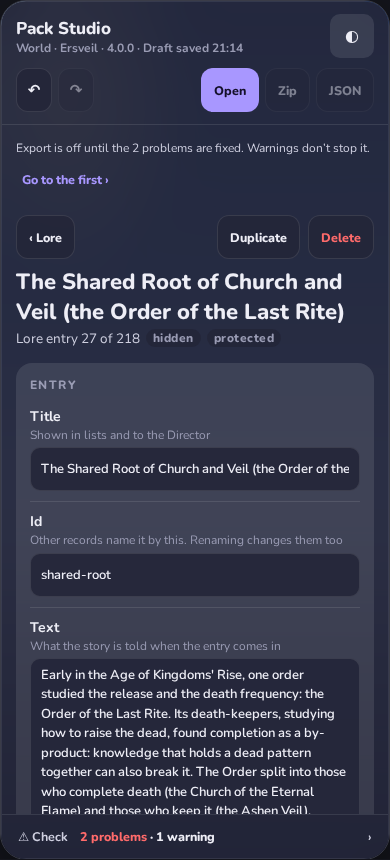 Pack Studio
World · Ersveil · 4.0.0 · Draft saved 21:14
Open
Zip
JSON
Export is off until the 2 problems are fixed. Warnings don't stop it.
Go to the first ›
‹ Lore
Duplicate
Delete
The Shared Root of Church and
Veil (the Order of the Last Rite)
Lore entry 27 of 218 hidden protected
ENTRY
Title
Shown in lists and to the Director
The Shared Root of Church and Veil (the Order of the
Id
Other records name it by this. Renaming changes them too
shared-root
Text
What the story is told when the entry comes in
Early in the Age of Kingdoms' Rise, one order
studied the release and the death frequency: the
Order of the Last Rite. Its death-keepers, studying
how to raise the dead, found completion as a by-
product: knowledge that holds a dead pattern
together can also break it. The Order split into those
who complete death (the Church of the Eternal
Flame) and those who keep it (the Ashen Veil).
⚠ Check 2 problems · 1 warning ›